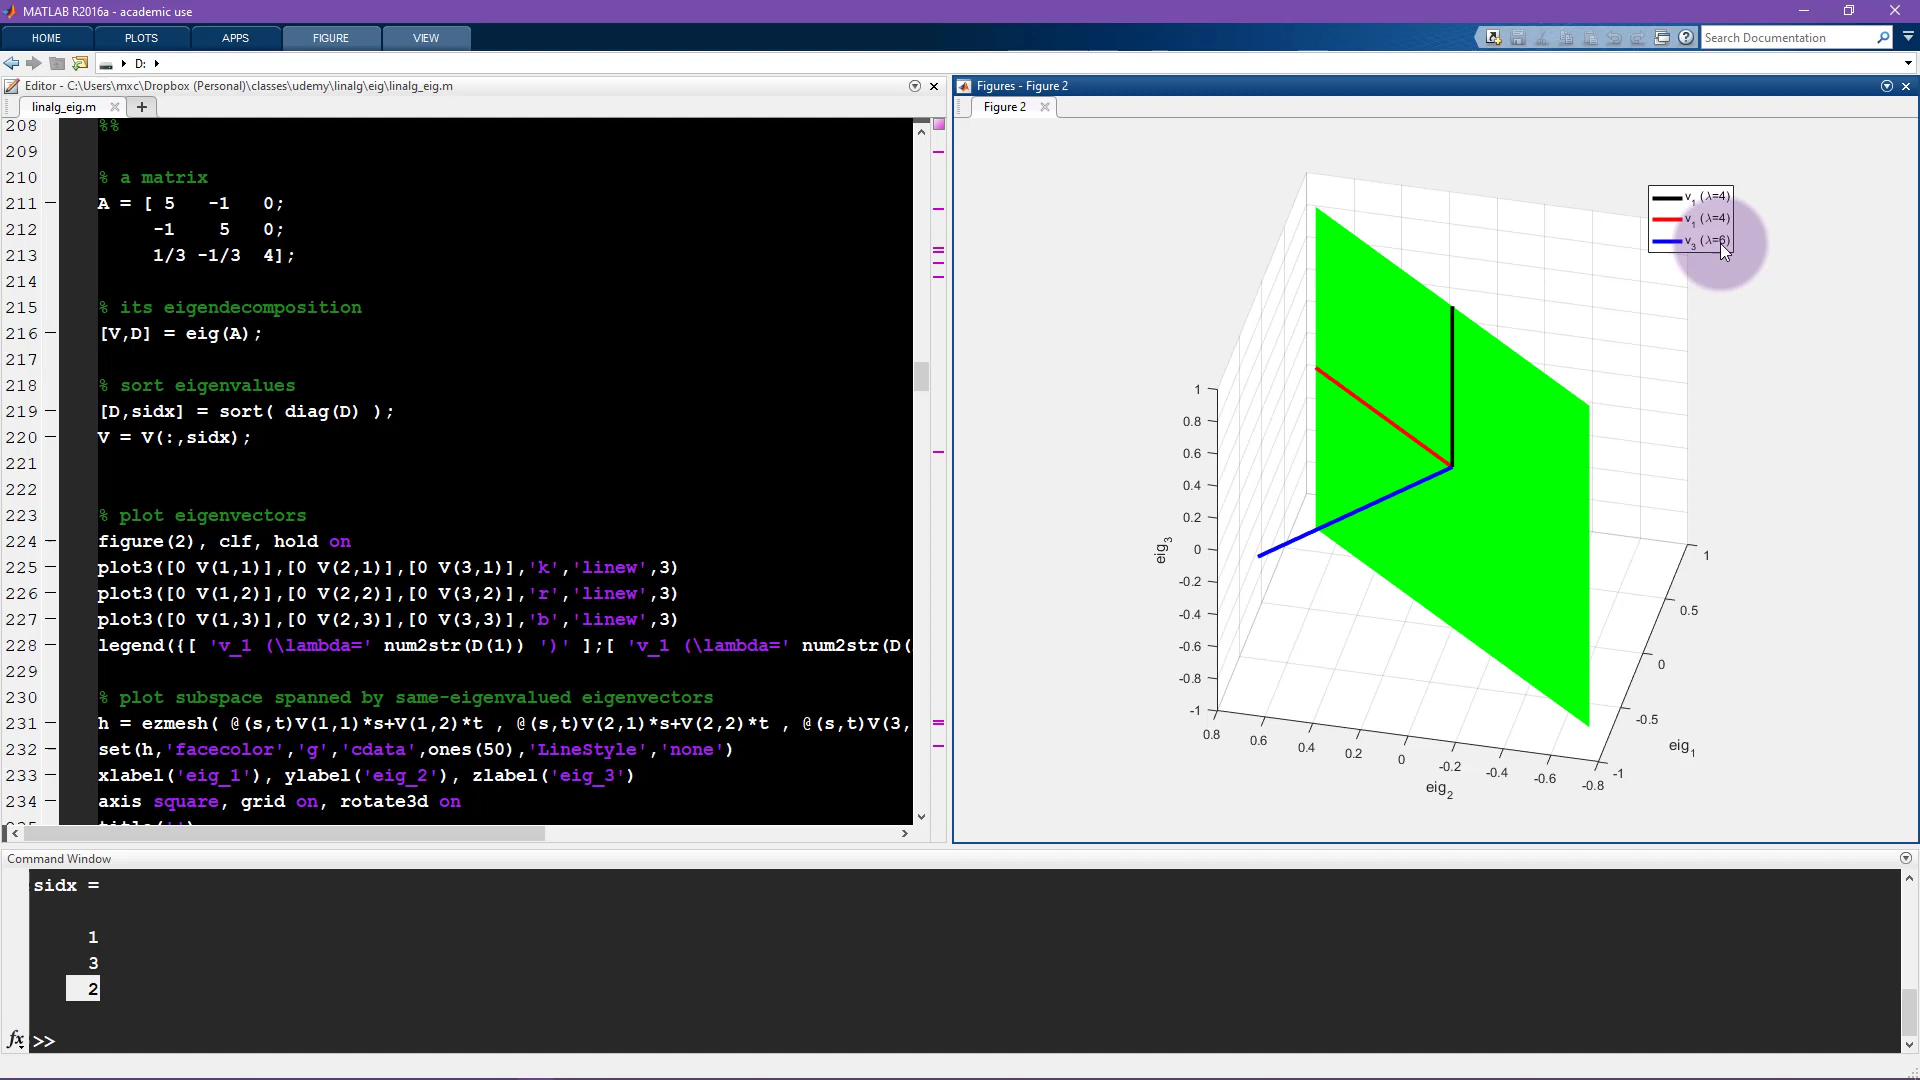 MATLAB R2016a - academic use
HOME PLOTS APPS FIGURE VIEW
Search Documentation
D:
Editor - C:\Users\mxc\Dropbox (Personal)\classes\udemy\linalg\eig\linalg_eig.m
linalg_eig.m
208 %%
209
210 % a matrix
211 A = [ 5 -1 0;
212 -1 5 0;
213 1/3 -1/3 4];
214
215 % its eigendecomposition
216 [V,D] = eig(A);
217
218 % sort eigenvalues
219 [D,sidx] = sort( diag(D) );
220 V = V(:,sidx);
221
222
223 % plot eigenvectors
224 figure(2), clf, hold on
225 plot3([0 V(1,1)],[0 V(2,1)],[0 V(3,1)],'k','linew',3)
226 plot3([0 V(1,2)],[0 V(2,2)],[0 V(3,2)],'r','linew',3)
227 plot3([0 V(1,3)],[0 V(2,3)],[0 V(3,3)],'b','linew',3)
228 legend({[ 'v_1 (\lambda=' num2str(D(1)) ')' ];[ 'v_1 (\lambda=' num2str(D(
229
230 % plot subspace spanned by same-eigenvalued eigenvectors
231 h = ezmesh( @(s,t)V(1,1)*s+V(1,2)*t , @(s,t)V(2,1)*s+V(2,2)*t , @(s,t)V(3,
232 set(h,'facecolor','g','cdata',ones(50),'LineStyle','none')
233 xlabel('eig_1'), ylabel('eig_2'), zlabel('eig_3')
234 axis square, grid on, rotate3d on
Figures - Figure 2
Figure 2
v1 (λ=4)
v1 (λ=4)
v3 (λ=6)
1
0.8
0.6
0.4
0.2
0
-0.2
-0.4
-0.6
-0.8
-1
eig3
0.8 0.6 0.4 0.2 0 -0.2 -0.4 -0.6 -0.8
eig2
1
0.5
0
-0.5
-1
eig1
Command Window
sidx =
1
3
2
fx >>